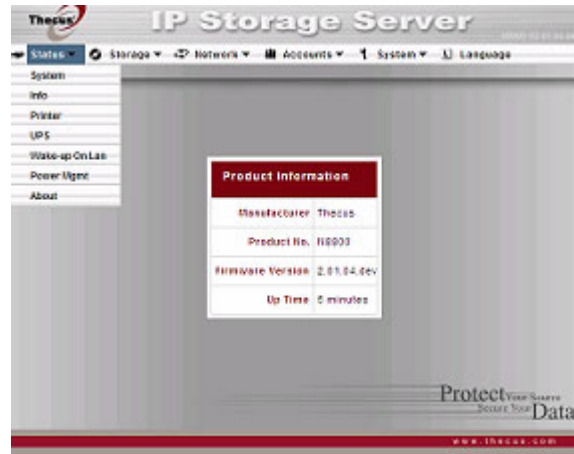 Thecus
IP Storage Server
Status Storage Network Accounts System Language
System
Info
Printer
UPS
Wake-up On Lan
Power Mgmt
About
Product Information
Manufacturer Thecus
Product No.
Firmware Version 2.01.04.dev
Up Time 6 minutes
Protect Your Source
Secure Your Data
www.thecus.com